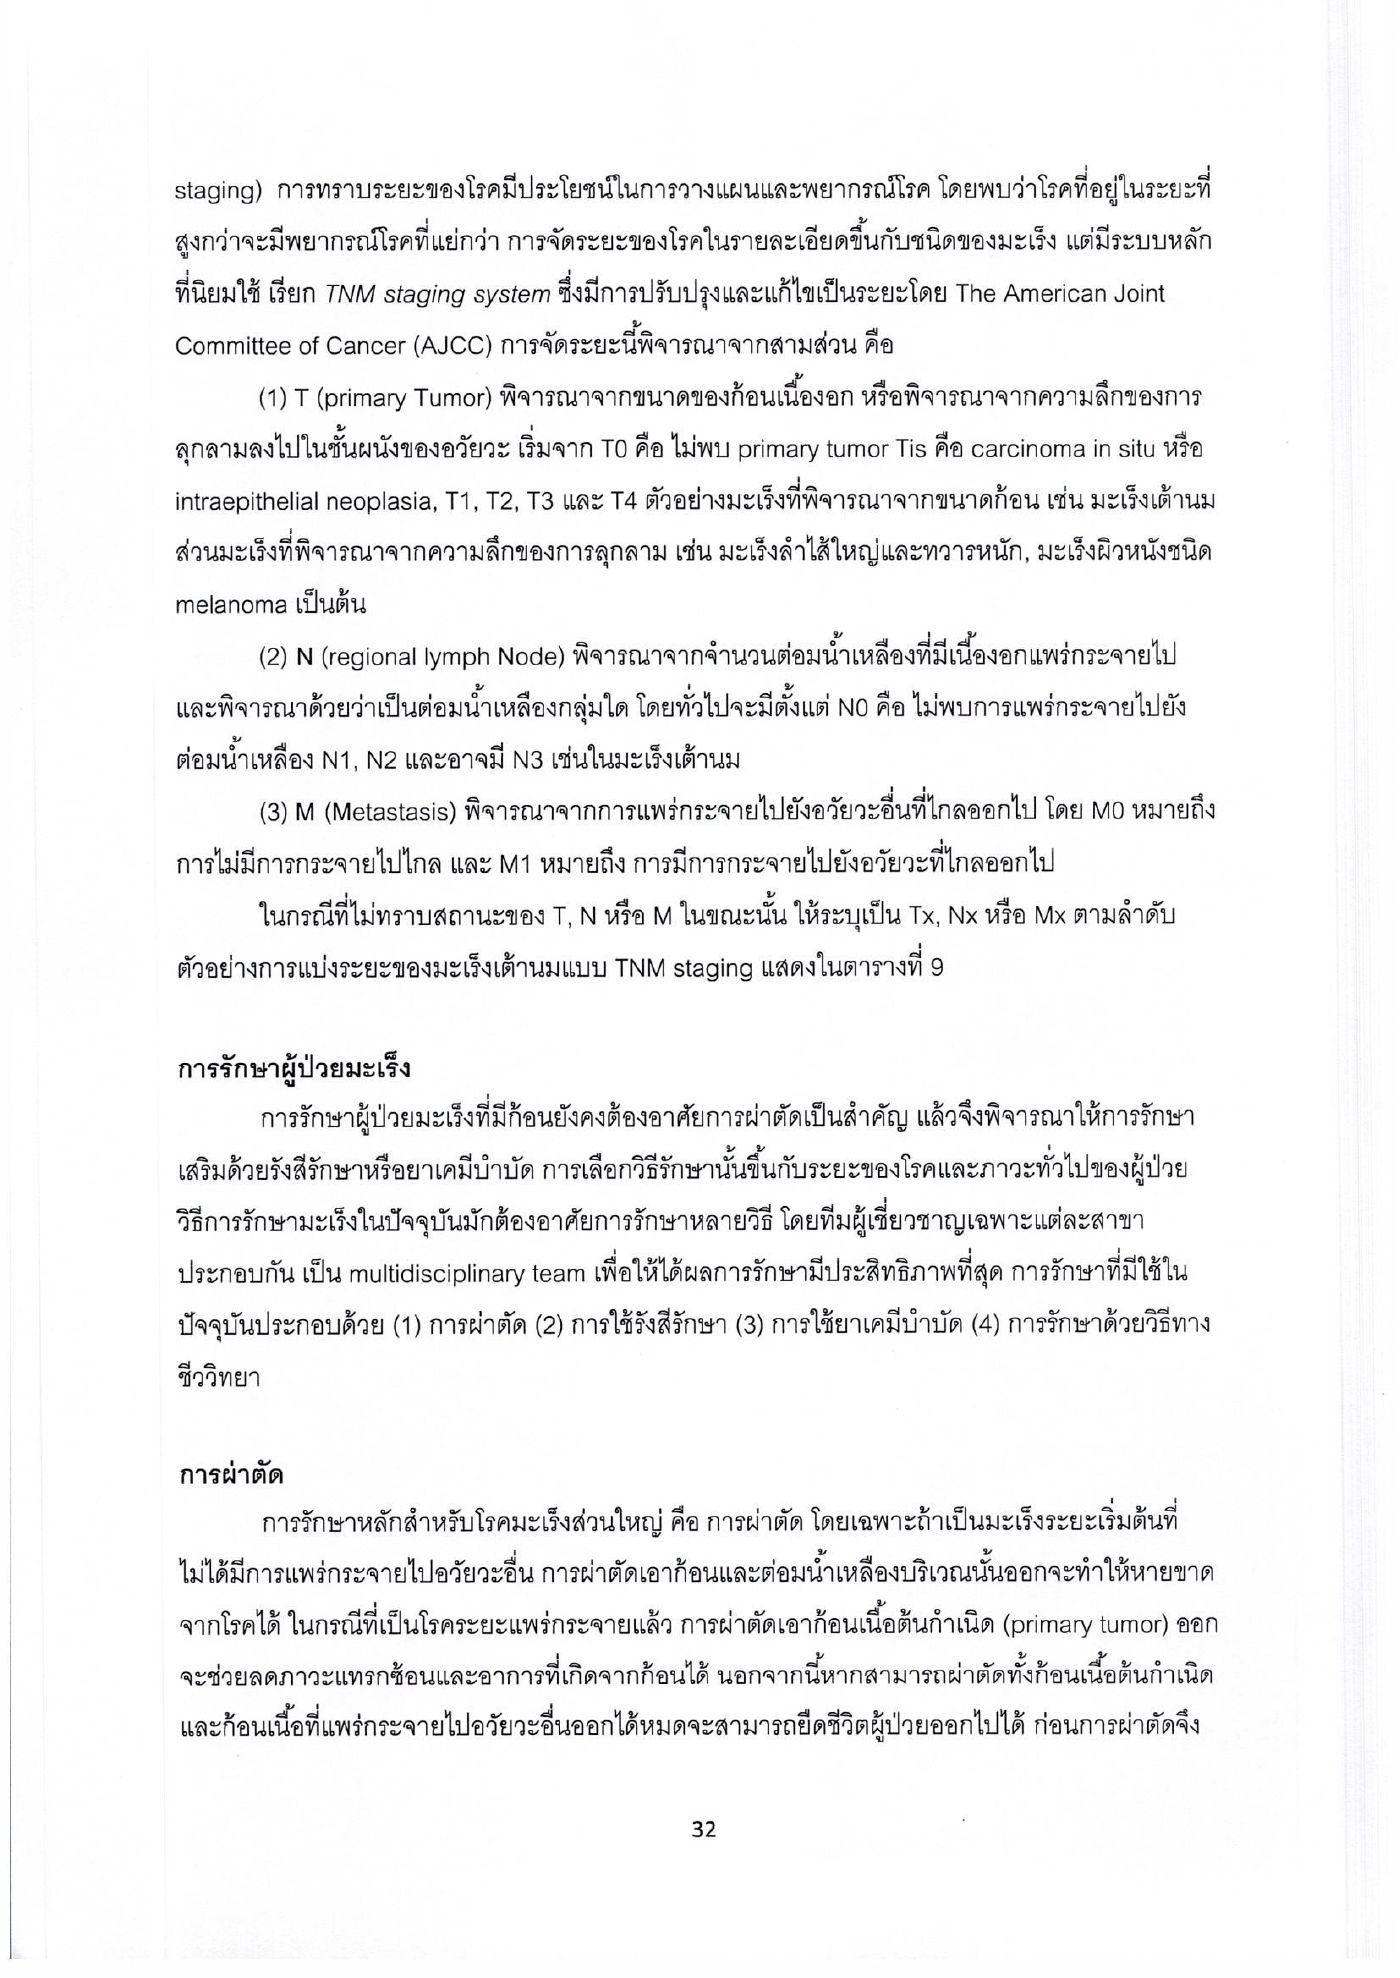 staging)  การทราบระยะของโรคมีประโยชน์ในการวางแผนและพยากรณ์โรค โดยพบว่าโรคที่อยู่ในระยะที่
สูงกว่าจะมีพยากรณ์โรคที่แย่กว่า การจัดระยะของโรคในรายละเอียดขึ้นกับชนิดของมะเร็ง แต่มีระบบหลัก
ที่นิยมใช้ เรียก TNM staging system ซึ่งมีการปรับปรุงและแก้ไขเป็นระยะโดย The American Joint
Committee of Cancer (AJCC) การจัดระยะนี้พิจารณาจากสามส่วน คือ
(1) T (primary Tumor) พิจารณาจากขนาดของก้อนเนื้องอก หรือพิจารณาจากความลึกของการ
ลุกลามลงไปในชั้นผนังของอวัยวะ เริ่มจาก T0 คือ ไม่พบ primary tumor Tis คือ carcinoma in situ หรือ
intraepithelial neoplasia, T1, T2, T3 และ T4 ตัวอย่างมะเร็งที่พิจารณาจากขนาดก้อน เช่น มะเร็งเต้านม
ส่วนมะเร็งที่พิจารณาจากความลึกของการลุกลาม เช่น มะเร็งลำไส้ใหญ่และทวารหนัก, มะเร็งผิวหนังชนิด
melanoma เป็นต้น
(2) N (regional lymph Node) พิจารณาจากจำนวนต่อมน้ำเหลืองที่มีเนื้องอกแพร่กระจายไป
และพิจารณาด้วยว่าเป็นต่อมน้ำเหลืองกลุ่มใด โดยทั่วไปจะมีตั้งแต่ N0 คือ ไม่พบการแพร่กระจายไปยัง
ต่อมน้ำเหลือง N1, N2 และอาจมี N3 เช่นในมะเร็งเต้านม
(3) M (Metastasis) พิจารณาจากการแพร่กระจายไปยังอวัยวะอื่นที่ไกลออกไป โดย M0 หมายถึง
การไม่มีการกระจายไปไกล และ M1 หมายถึง การมีการกระจายไปยังอวัยวะที่ไกลออกไป
ในกรณีที่ไม่ทราบสถานะของ T, N หรือ M ในขณะนั้น ให้ระบุเป็น Tx, Nx หรือ Mx ตามลำดับ
ตัวอย่างการแบ่งระยะของมะเร็งเต้านมแบบ TNM staging แสดงในตารางที่ 9
การรักษาผู้ป่วยมะเร็ง
การรักษาผู้ป่วยมะเร็งที่มีก้อนยังคงต้องอาศัยการผ่าตัดเป็นสำคัญ แล้วจึงพิจารณาให้การรักษา
เสริมด้วยรังสีรักษาหรือยาเคมีบำบัด การเลือกวิธีรักษานั้นขึ้นกับระยะของโรคและภาวะทั่วไปของผู้ป่วย
วิธีการรักษามะเร็งในปัจจุบันมักต้องอาศัยการรักษาหลายวิธี โดยทีมผู้เชี่ยวชาญเฉพาะแต่ละสาขา
ประกอบกัน เป็น multidisciplinary team เพื่อให้ได้ผลการรักษามีประสิทธิภาพที่สุด การรักษาที่มีใช้ใน
ปัจจุบันประกอบด้วย (1) การผ่าตัด (2) การใช้รังสีรักษา (3) การใช้ยาเคมีบำบัด (4) การรักษาด้วยวิธีทาง
ชีววิทยา
การผ่าตัด
การรักษาหลักสำหรับโรคมะเร็งส่วนใหญ่ คือ การผ่าตัด โดยเฉพาะถ้าเป็นมะเร็งระยะเริ่มต้นที่
ไม่ได้มีการแพร่กระจายไปอวัยวะอื่น การผ่าตัดเอาก้อนและต่อมน้ำเหลืองบริเวณนั้นออกจะทำให้หายขาด
จากโรคได้ ในกรณีที่เป็นโรคระยะแพร่กระจายแล้ว การผ่าตัดเอาก้อนเนื้อต้นกำเนิด (primary tumor) ออก
จะช่วยลดภาวะแทรกซ้อนและอาการที่เกิดจากก้อนได้ นอกจากนี้หากสามารถผ่าตัดทั้งก้อนเนื้อต้นกำเนิด
และก้อนเนื้อที่แพร่กระจายไปอวัยวะอื่นออกได้หมดจะสามารถยืดชีวิตผู้ป่วยออกไปได้ ก่อนการผ่าตัดจึง
32